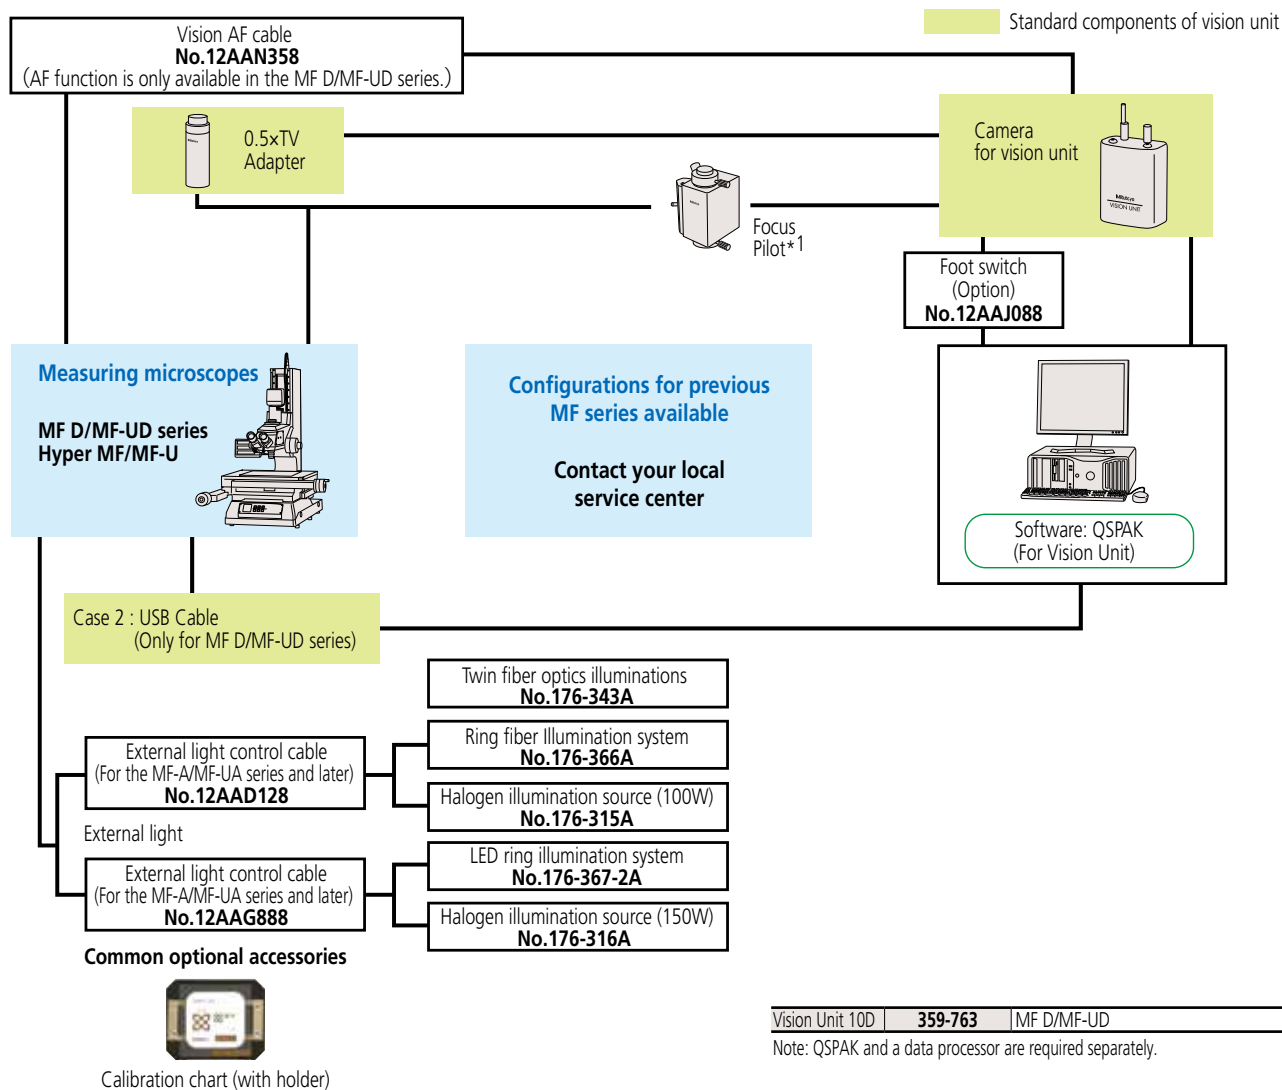 Standard components of vision unit
Vision AF cable
No.12AAN358
(AF function is only available in the MF D/MF-UD series.)
0.5×TV
Adapter
Camera
for vision unit
VISION UNIT
Focus
Pilot*1
Foot switch
(Option)
No.12AAJ088
Measuring microscopes
MF D/MF-UD series
Hyper MF/MF-U
Configurations for previous
MF series available
Contact your local
service center
Software: QSPAK
(For Vision Unit)
Case 2 : USB Cable
(Only for MF D/MF-UD series)
Twin fiber optics illuminations
No.176-343A
External light control cable
(For the MF-A/MF-UA series and later)
No.12AAD128
Ring fiber Illumination system
No.176-366A
Halogen illumination source (100W)
No.176-315A
External light
External light control cable
(For the MF-A/MF-UA series and later)
No.12AAG888
LED ring illumination system
No.176-367-2A
Halogen illumination source (150W)
No.176-316A
Common optional accessories
Calibration chart (with holder)
Vision Unit 10D 359-763 MF D/MF-UD
Note: QSPAK and a data processor are required separately.